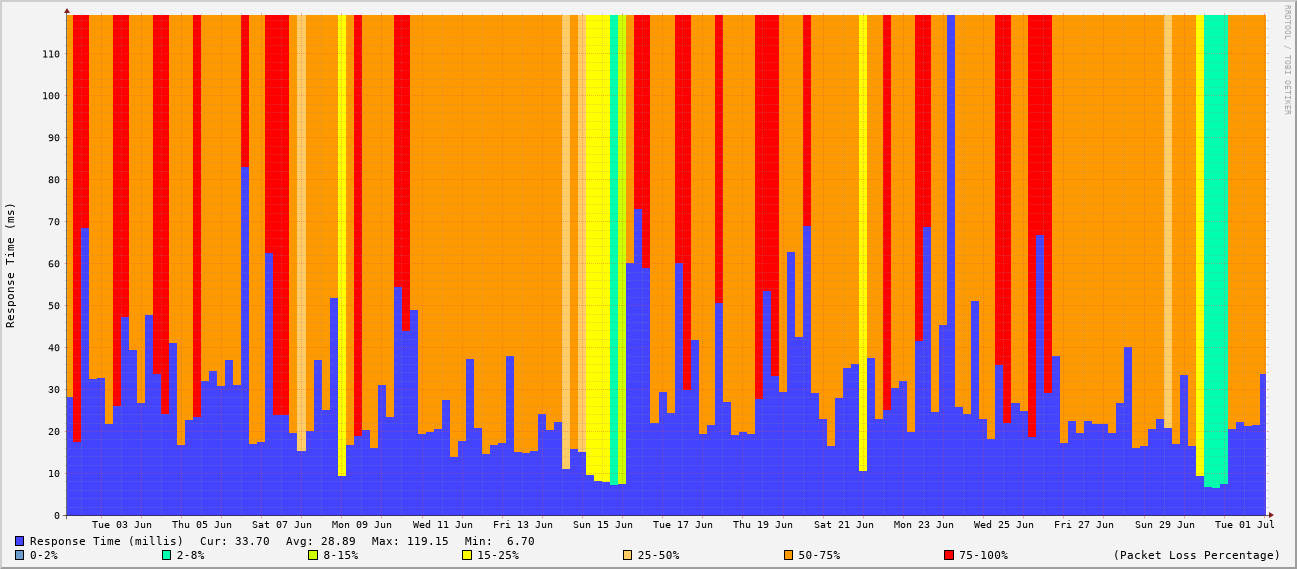 RRDTOOL / TOBI OETIKER
Response Time (ms)
110
100
90
80
70
60
50
40
30
20
10
0
Tue 03 Jun Thu 05 Jun Sat 07 Jun Mon 09 Jun Wed 11 Jun Fri 13 Jun Sun 15 Jun Tue 17 Jun Thu 19 Jun Sat 21 Jun Mon 23 Jun Wed 25 Jun Fri 27 Jun Sun 29 Jun Tue 01 Jul
Response Time (millis) Cur: 33.70 Avg: 28.89 Max: 119.15 Min: 6.70
0-2% 2-8% 8-15% 15-25% 25-50% 50-75% 75-100% (Packet Loss Percentage)